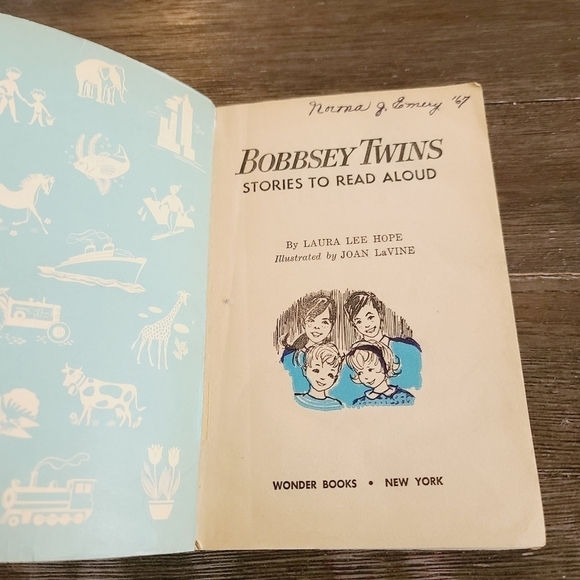 Norma J. Emery '67
BOBBSEY TWINS
STORIES TO READ ALOUD
By LAURA LEE HOPE
Illustrated by JOAN LaVINE
WONDER BOOKS • NEW YORK